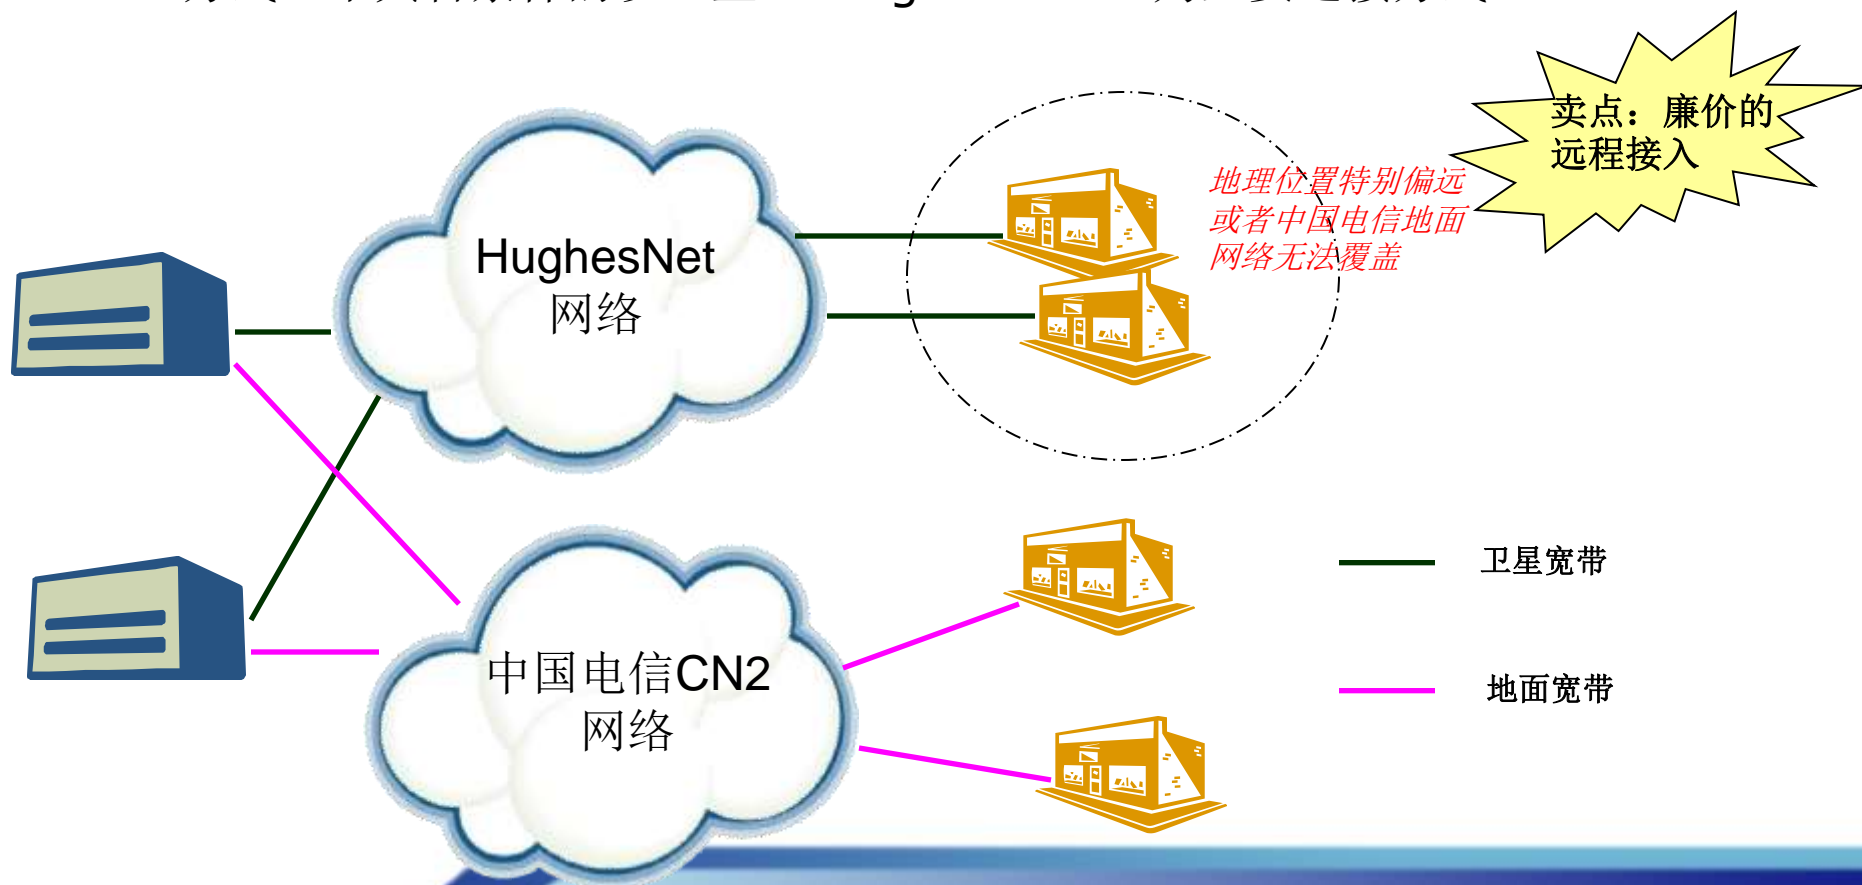 卖点：廉价的
远程接入
地理位置特别偏远
或者中国电信地面
网络无法覆盖
HughesNet
网络
卫星宽带
中国电信CN2
网络
地面宽带